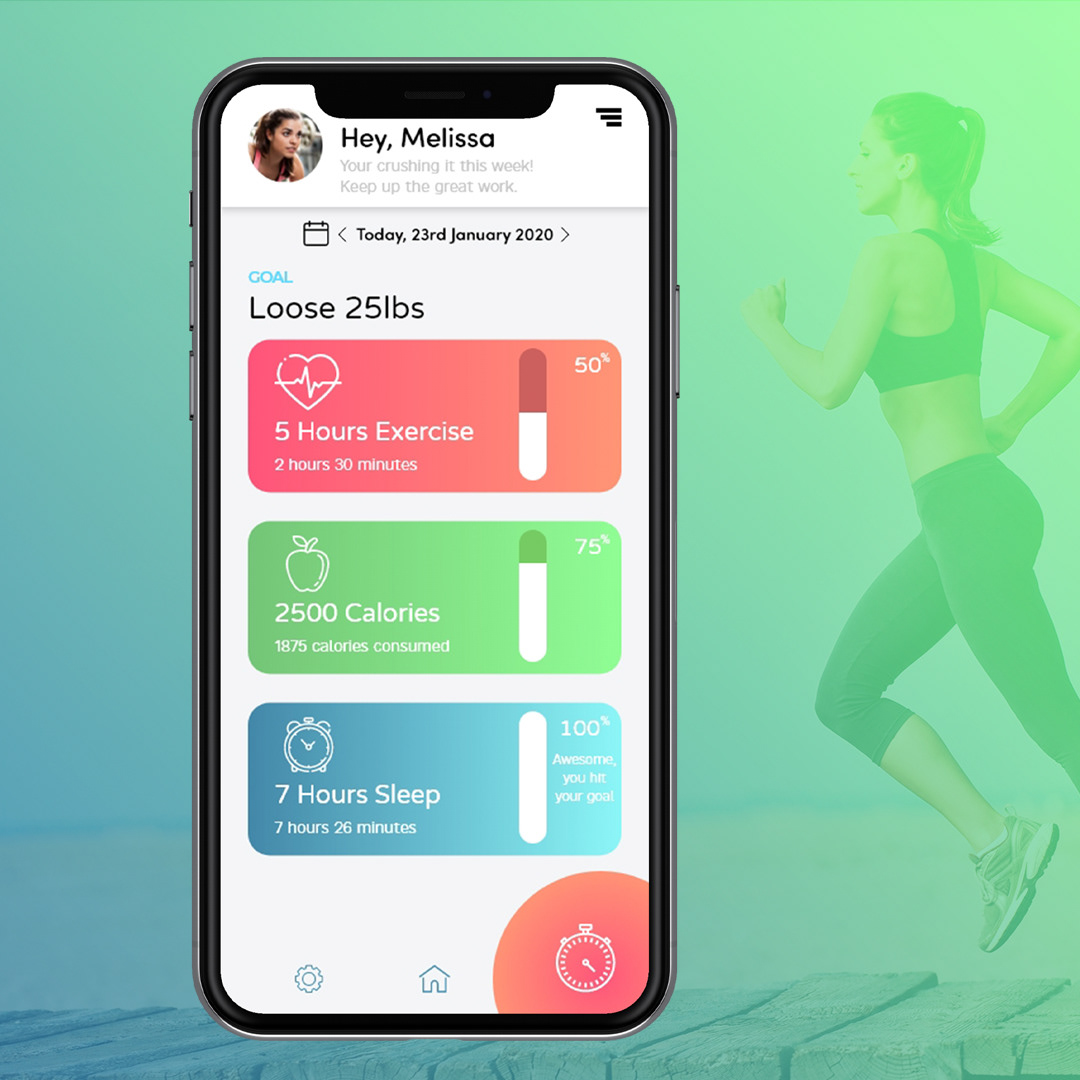 Hey, Melissa
Your crushing it this week!
Keep up the great work.
Today, 23rd January 2020
GOAL
Loose 25lbs
50%
5 Hours Exercise
2 hours 30 minutes
75%
2500 Calories
1875 calories consumed
100%
Awesome,
you hit
your goal
7 Hours Sleep
7 hours 26 minutes